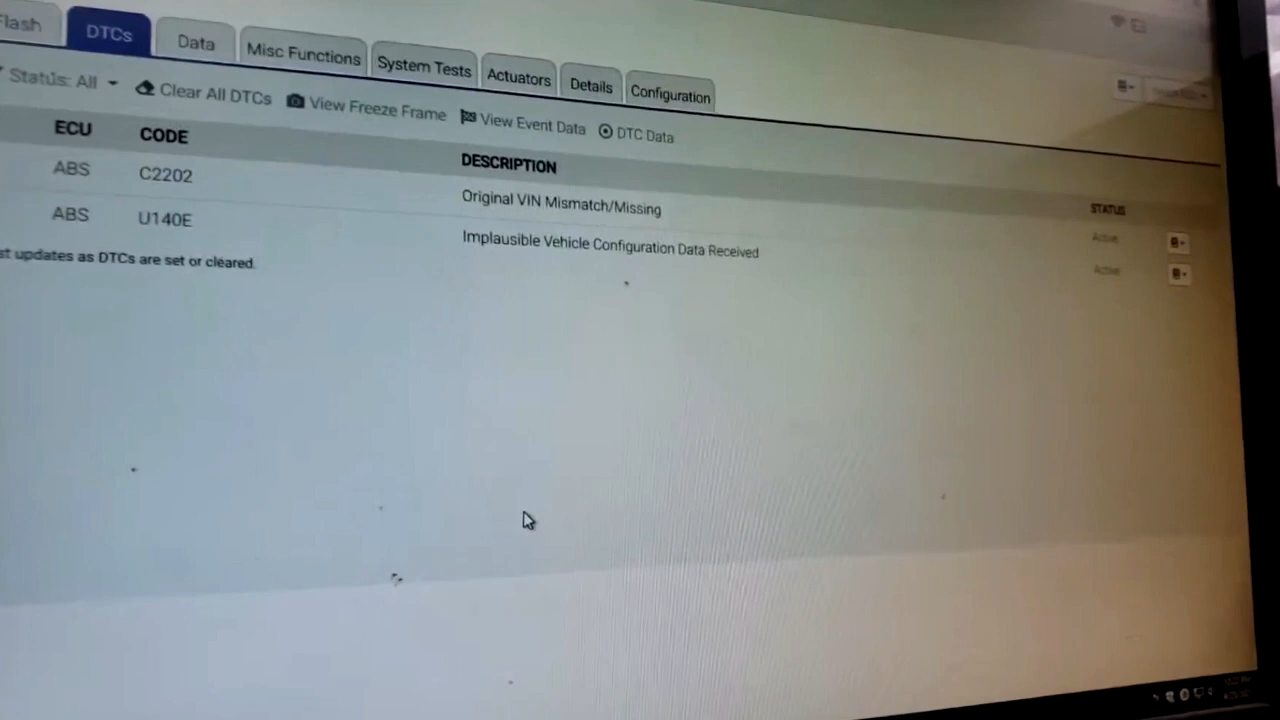 Flash DTCs Data Misc Functions System Tests Actuators Details Configuration
Status: All Clear All DTCs View Freeze Frame View Event Data DTC Data
ECU CODE DESCRIPTION STATUS
ABS C2202 Original VIN Mismatch/Missing Active
ABS U140E Implausible Vehicle Configuration Data Received Active
st updates as DTCs are set or cleared.